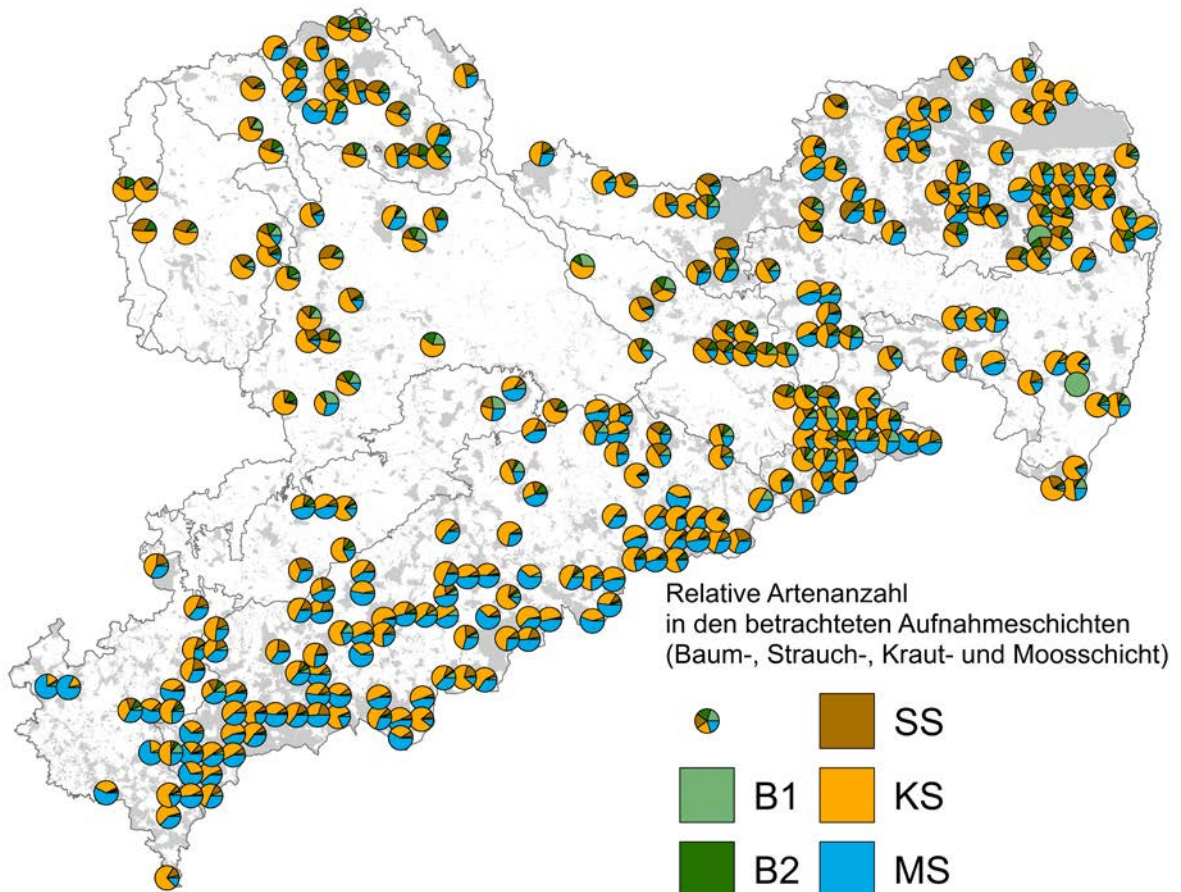 Relative Artenanzahl
in den betrachteten Aufnahmeschichten
(Baum-, Strauch-, Kraut- und Moosschicht)
SS
B1
KS
B2
MS